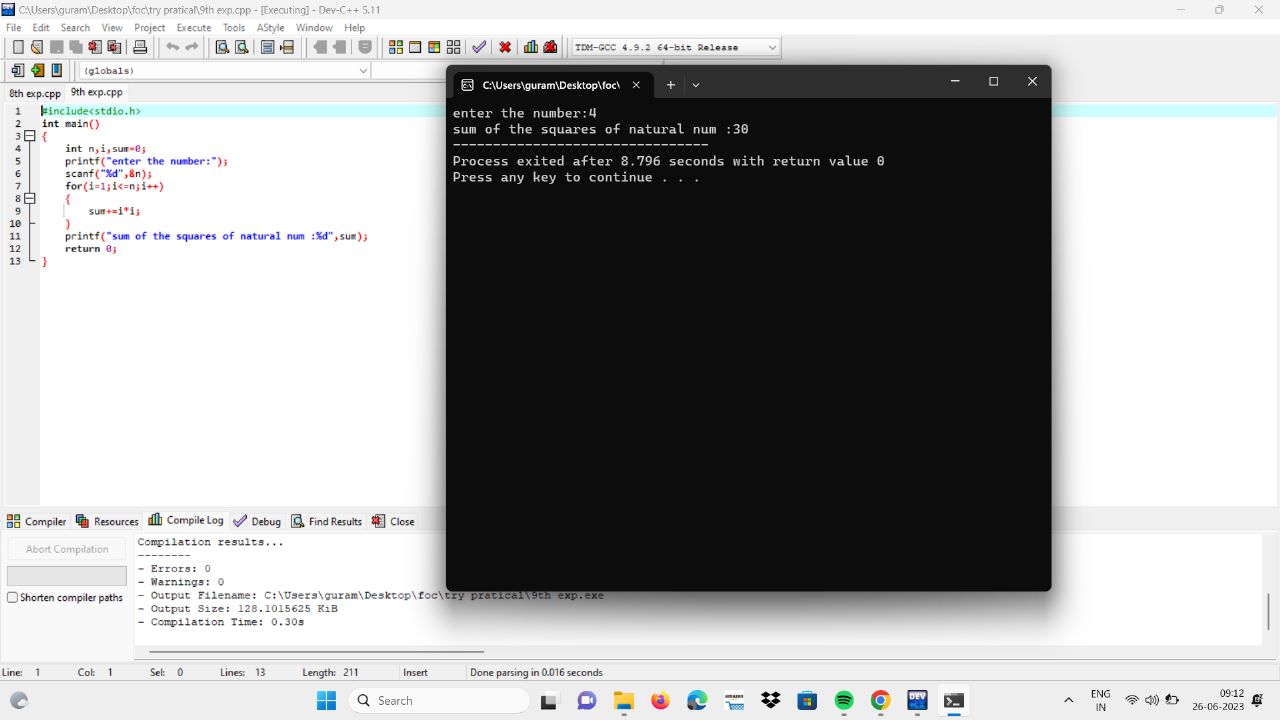 C:\Users\guram\Desktop\foc\try pratical\9th exp.cpp - [Executing] - Dev-C++ 5.11
File Edit Search View Project Execute Tools AStyle Window Help
TDM-GCC 4.9.2 64-bit Release
(globals)
8th exp.cpp 9th exp.cpp
1 #include<stdio.h>
2 int main()
3 {
4 int n,i,sum=0;
5 printf("enter the number:");
6 scanf("%d",&n);
7 for(i=1;i<=n;i++)
8 {
9 sum+=i*i;
10 }
11 printf("sum of the squares of natural num :%d",sum);
12 return 0;
13 }
C:\Users\guram\Desktop\foc\
enter the number:4
sum of the squares of natural num :30
--------------------------------
Process exited after 8.796 seconds with return value 0
Press any key to continue . . .
Compiler Resources Compile Log Debug Find Results Close
Abort Compilation
Shorten compiler paths
Compilation results...
--------
- Errors: 0
- Warnings: 0
- Output Filename: C:\Users\guram\Desktop\foc\try pratical\9th exp.exe
- Output Size: 128.1015625 KiB
- Compilation Time: 0.30s
Line: 1 Col: 1 Sel: 0 Lines: 13 Length: 211 Insert Done parsing in 0.016 seconds
Search
amazon
DEV C++
ENG
IN
09:12
26-06-2023